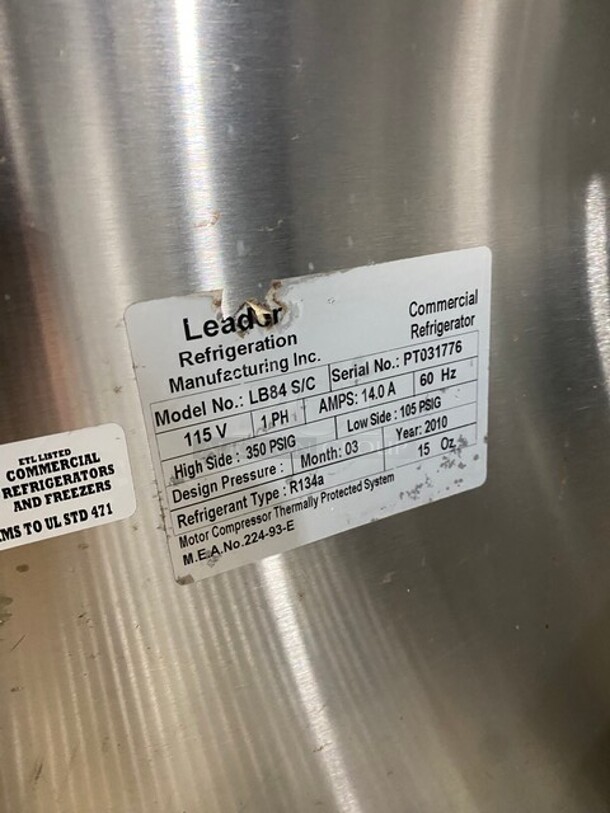 Leader
Refrigeration
Manufacturing Inc.
Commercial
Refrigerator
Model No.: LB84 S/C Serial No.: PT031776
115 V 1 PH AMPS: 14.0 A 60 Hz
High Side : 350 PSIG Low Side : 105 PSIG
Design Pressure : Month: 03 Year: 2010
Refrigerant Type : R134a 15 Oz.
Motor Compressor Thermally Protected System
M.E.A.No.224-93-E
ETL LISTED
COMMERCIAL
REFRIGERATORS
AND FREEZERS
MS TO UL STD 471